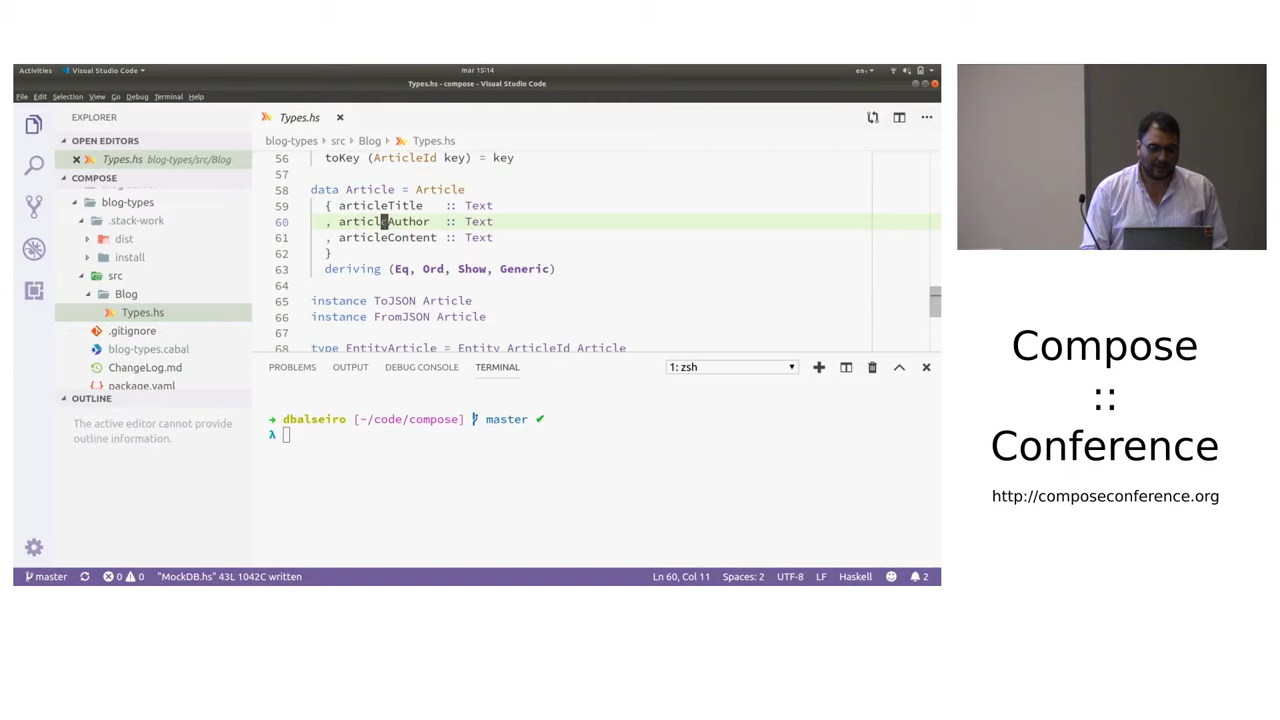 Activities Visual Studio Code mar 15:14 en1
Types.hs - compose - Visual Studio Code
File Edit Selection View Go Debug Terminal Help
EXPLORER
OPEN EDITORS
Types.hs blog-types/src/Blog
COMPOSE
blog-types
.stack-work
dist
install
src
Blog
Types.hs
.gitignore
blog-types.cabal
ChangeLog.md
package.yaml
OUTLINE
The active editor cannot provide
outline information.
Types.hs
blog-types › src › Blog › Types.hs
56 toKey (ArticleId key) = key
57
58 data Article = Article
59 { articleTitle :: Text
60 , articleAuthor :: Text
61 , articleContent :: Text
62 }
63 deriving (Eq, Ord, Show, Generic)
64
65 instance ToJSON Article
66 instance FromJSON Article
67
68 type EntityArticle = Entity ArticleId Article
PROBLEMS OUTPUT DEBUG CONSOLE TERMINAL 1: zsh
→ dbalseiro [~/code/compose] master ✔
λ
master 0 0 "MockDB.hs" 43L 1042C written Ln 60, Col 11 Spaces: 2 UTF-8 LF Haskell 2
Compose
::
Conference
http://composeconference.org